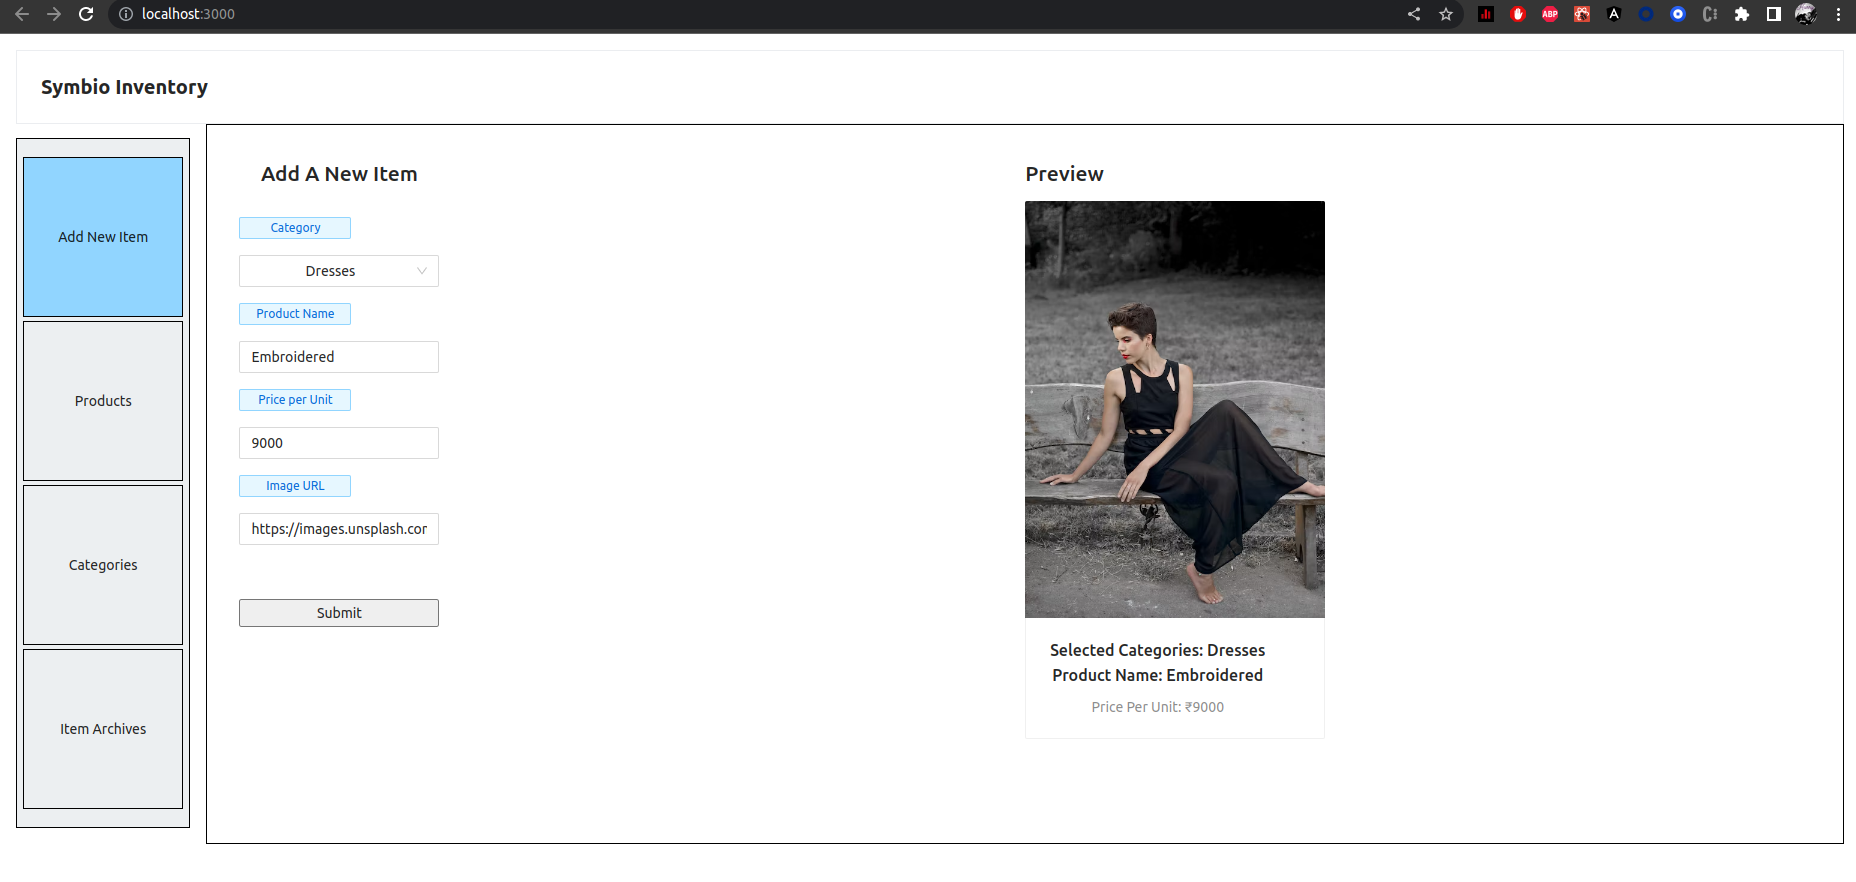 localhost:3000
ABP
Symbio Inventory
Add New Item
Products
Categories
Item Archives
Add A New Item
Category
Dresses
Product Name
Embroidered
Price per Unit
9000
Image URL
https://images.unsplash.cor
Submit
Preview
Selected Categories: Dresses
Product Name: Embroidered
Price Per Unit: ₹9000